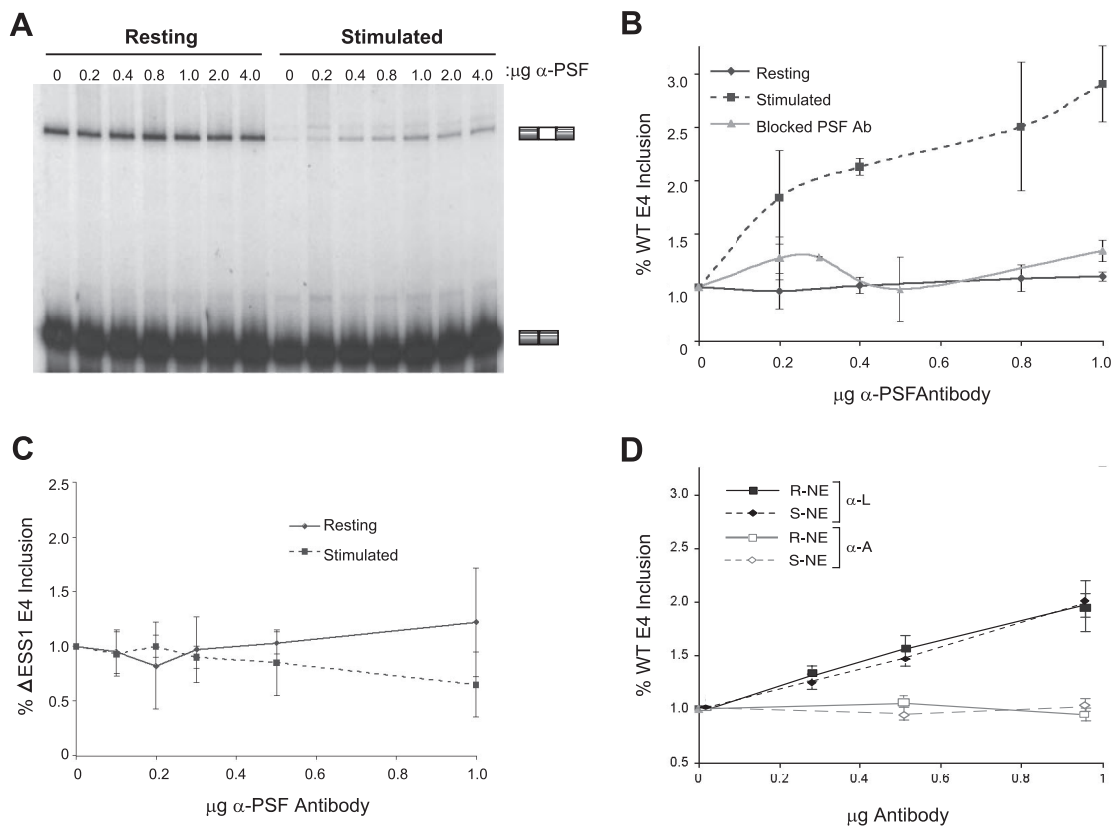 A
Resting Stimulated
0 0.2 0.4 0.8 1.0 2.0 4.0 0 0.2 0.4 0.8 1.0 2.0 4.0 :μg α-PSF
B
% WT E4 Inclusion
3.0
2.5
2.0
1.5
1.0
0
Resting
Stimulated
Blocked PSF Ab
0 0.2 0.4 0.6 0.8 1.0
μg α-PSFAntibody
C
% ΔESS1 E4 Inclusion
2.5
2.0
1.5
1.0
0.5
0
Resting
Stimulated
0 0.2 0.4 0.6 0.8 1.0
μg α-PSF Antibody
D
% WT E4 Inclusion
3.0
2.5
2.0
1.5
1.0
0.5
R-NE
S-NE
α-L
R-NE
S-NE
α-A
0 0.2 0.4 0.6 0.8 1
μg Antibody